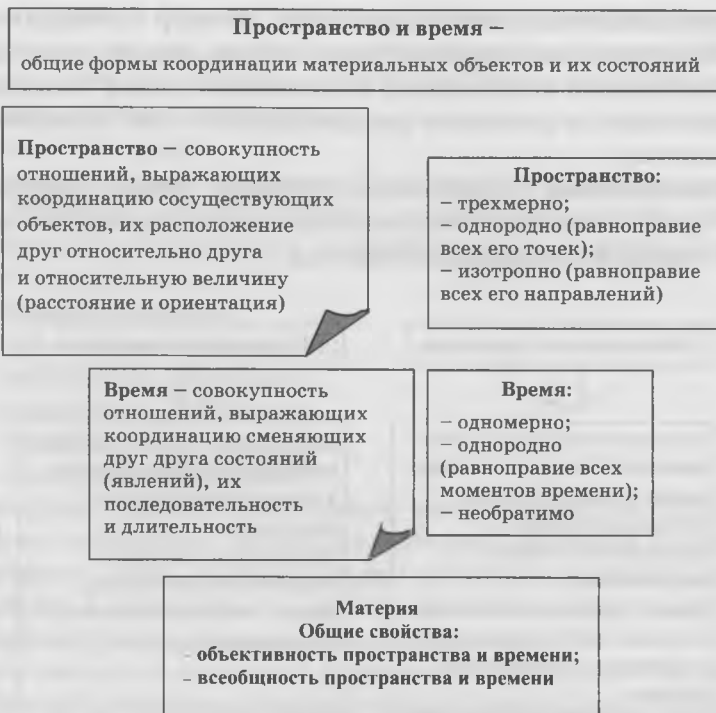 Пространство и время –
общие формы координации материальных объектов и их состояний
Пространство – совокупность
отношений, выражающих
координацию сосуществующих
объектов, их расположение
друг относительно друга
и относительную величину
(расстояние и ориентация)
Пространство:
– трехмерно;
– однородно (равноправие
всех его точек);
– изотропно (равноправие
всех его направлений)
Время – совокупность
отношений, выражающих
координацию сменяющих
друг друга состояний
(явлений), их
последовательность
и длительность
Время:
– одномерно;
– однородно
(равноправие всех
моментов времени);
– необратимо
Материя
Общие свойства:
- объективность пространства и времени;
- всеобщность пространства и времени